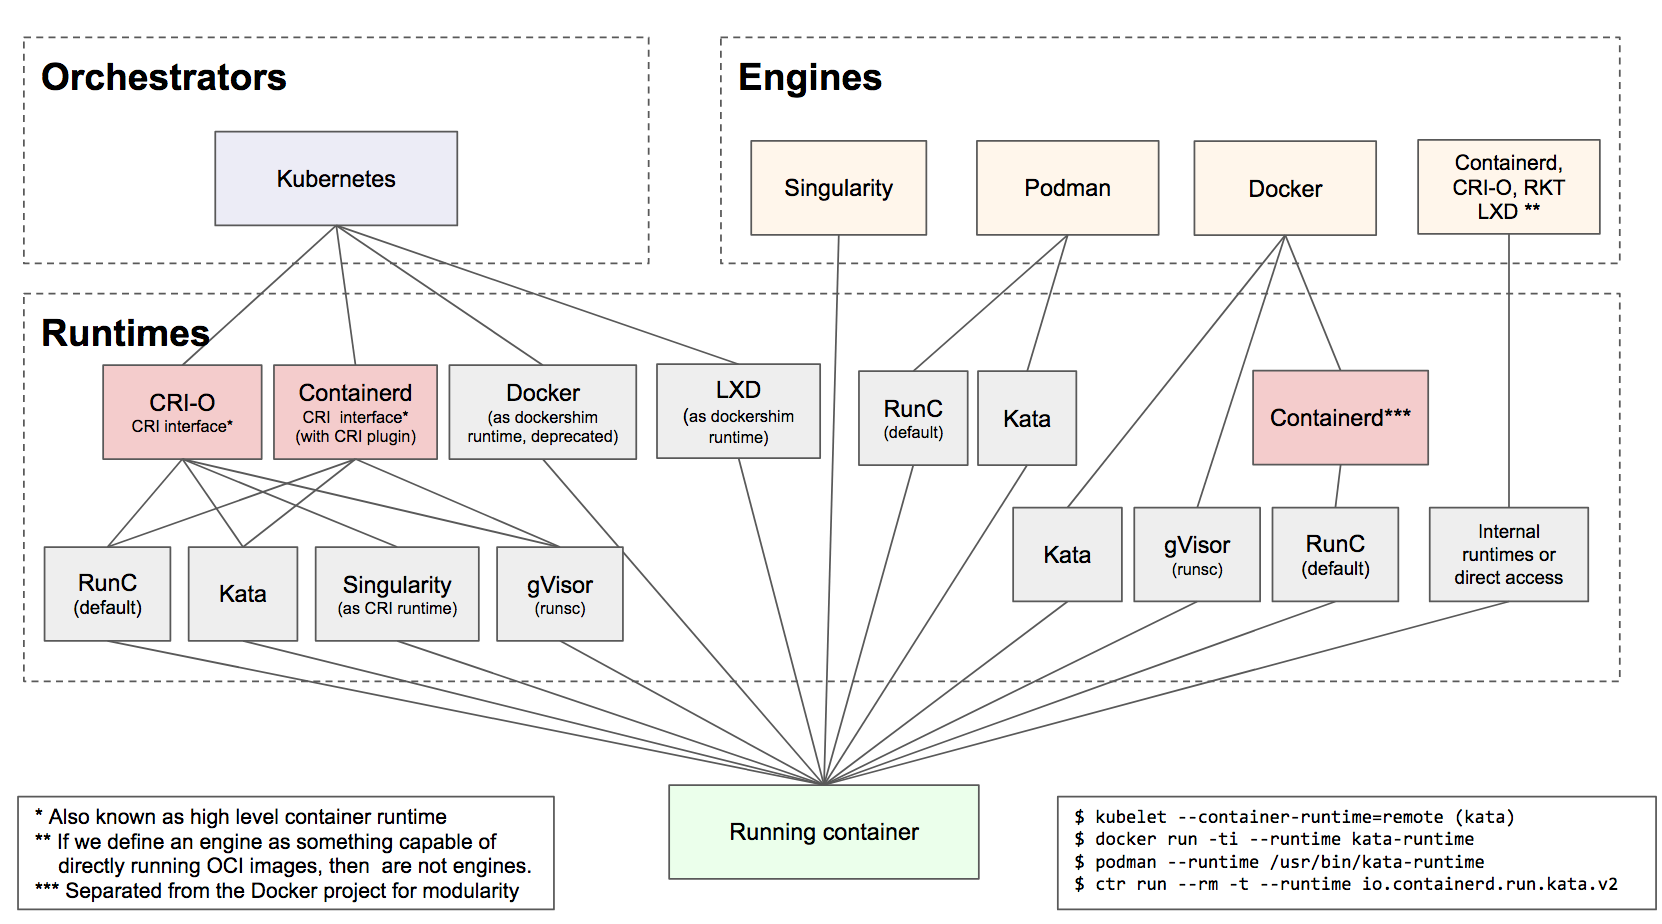 Orchestrators
Kubernetes
Engines
Singularity
Podman
Docker
Containerd,
CRI-O, RKT
LXD **
Runtimes
CRI-O
CRI interface*
Containerd
CRI  interface*
(with CRI plugin)
Docker
(as dockershim
runtime, deprecated)
LXD
(as dockershim
runtime)
RunC
(default)
Kata
Containerd***
RunC
(default)
Kata
Singularity
(as CRI runtime)
gVisor
(runsc)
Kata
gVisor
(runsc)
RunC
(default)
Internal
runtimes or
direct access
Running container
* Also known as high level container runtime
** If we define an engine as something capable of
directly running OCI images, then  are not engines.
*** Separated from the Docker project for modularity
$ kubelet --container-runtime=remote (kata)
$ docker run -ti --runtime kata-runtime
$ podman --runtime /usr/bin/kata-runtime
$ ctr run --rm -t --runtime io.containerd.run.kata.v2